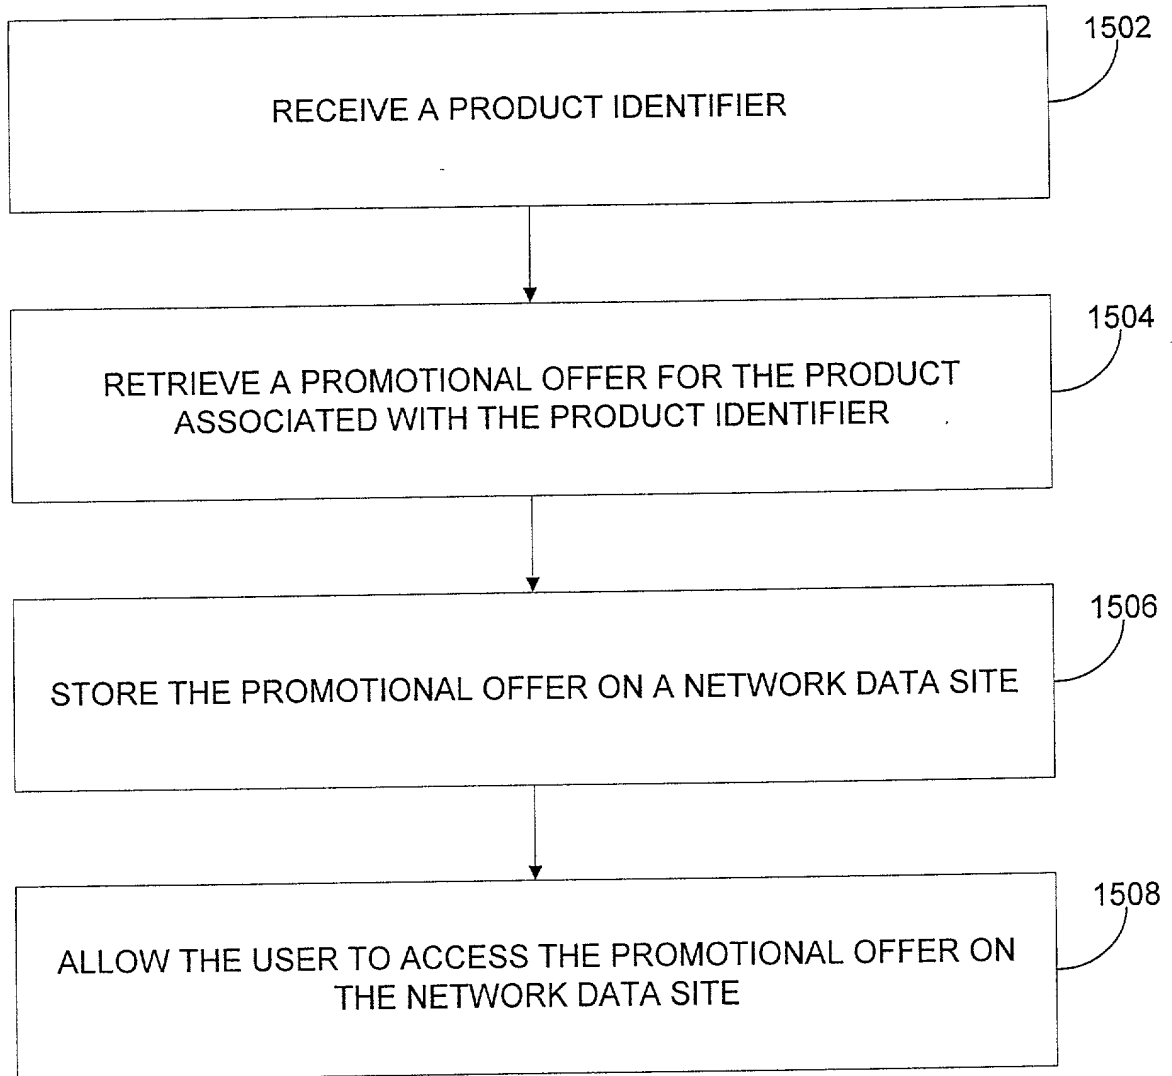 1502
RECEIVE A PRODUCT IDENTIFIER
1504
RETRIEVE A PROMOTIONAL OFFER FOR THE PRODUCT
ASSOCIATED WITH THE PRODUCT IDENTIFIER
1506
STORE THE PROMOTIONAL OFFER ON A NETWORK DATA SITE
1508
ALLOW THE USER TO ACCESS THE PROMOTIONAL OFFER ON
THE NETWORK DATA SITE